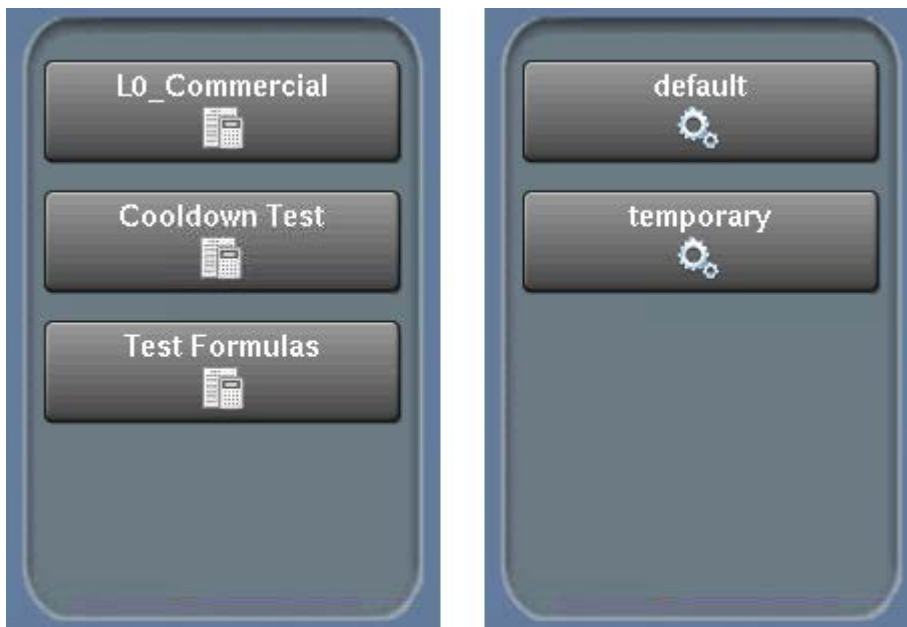 L0_Commercial
Cooldown Test
Test Formulas
default
temporary